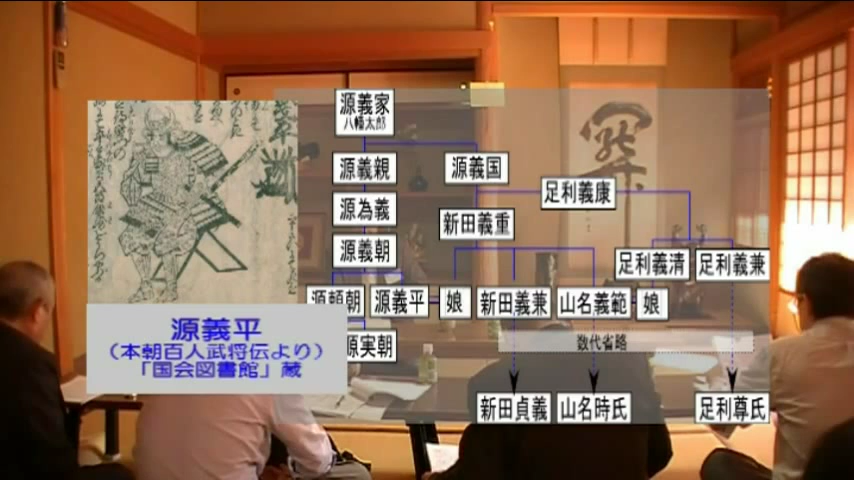 源義家
八幡太郎
源義親
源義国
足利義康
源為義
新田義重
源義朝
足利義清
足利義兼
源頼朝
源義平
娘
新田義兼
山名義範
娘
源実朝
数代省略
新田貞義
山名時氏
足利尊氏
源義平
（本朝百人武将伝より）
「国会図書館」蔵